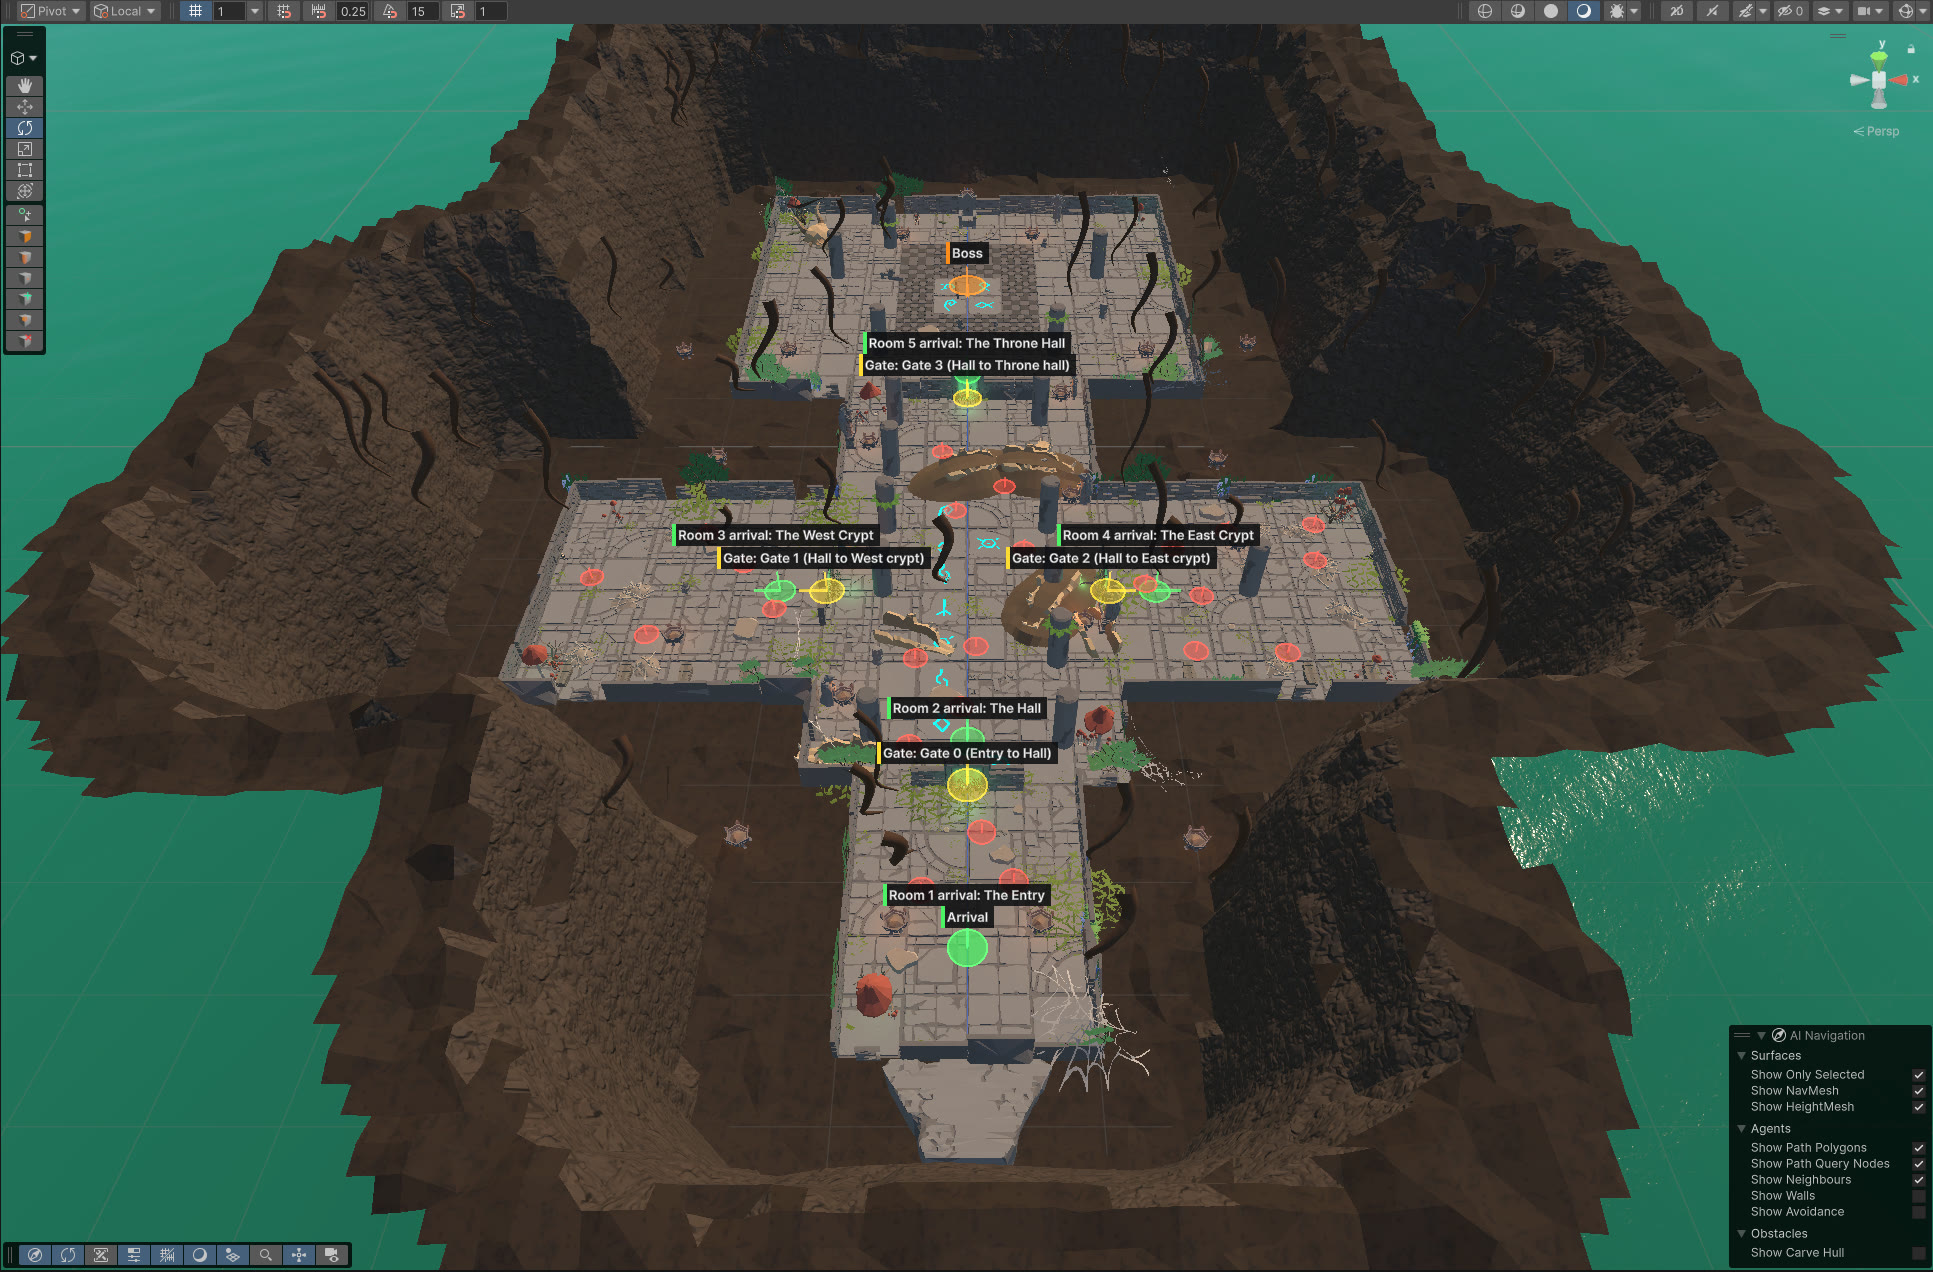 Pivot
Local
1
0.25
15
1
2D
0
y
x
Persp
Boss
Room 5 arrival: The Throne Hall
Gate: Gate 3 (Hall to Throne hall)
Room 3 arrival: The West Crypt
Room 4 arrival: The East Crypt
Gate: Gate 1 (Hall to West crypt)
Gate: Gate 2 (Hall to East crypt)
Room 2 arrival: The Hall
Gate: Gate 0 (Entry to Hall)
Room 1 arrival: The Entry
Arrival
AI Navigation
Surfaces
Show Only Selected
Show NavMesh
Show HeightMesh
Agents
Show Path Polygons
Show Path Query Nodes
Show Neighbours
Show Walls
Show Avoidance
Obstacles
Show Carve Hull